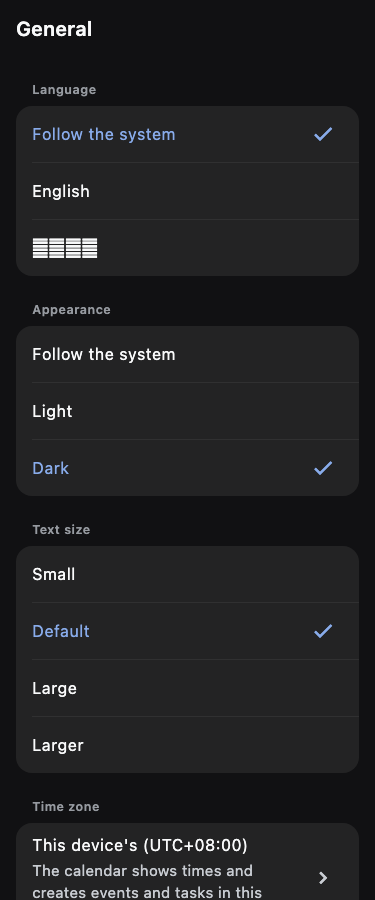 General
Language
Follow the system
English
Appearance
Follow the system
Light
Dark
Text size
Small
Default
Large
Larger
Time zone
This device's (UTC+08:00)
The calendar shows times and
creates events and tasks in this